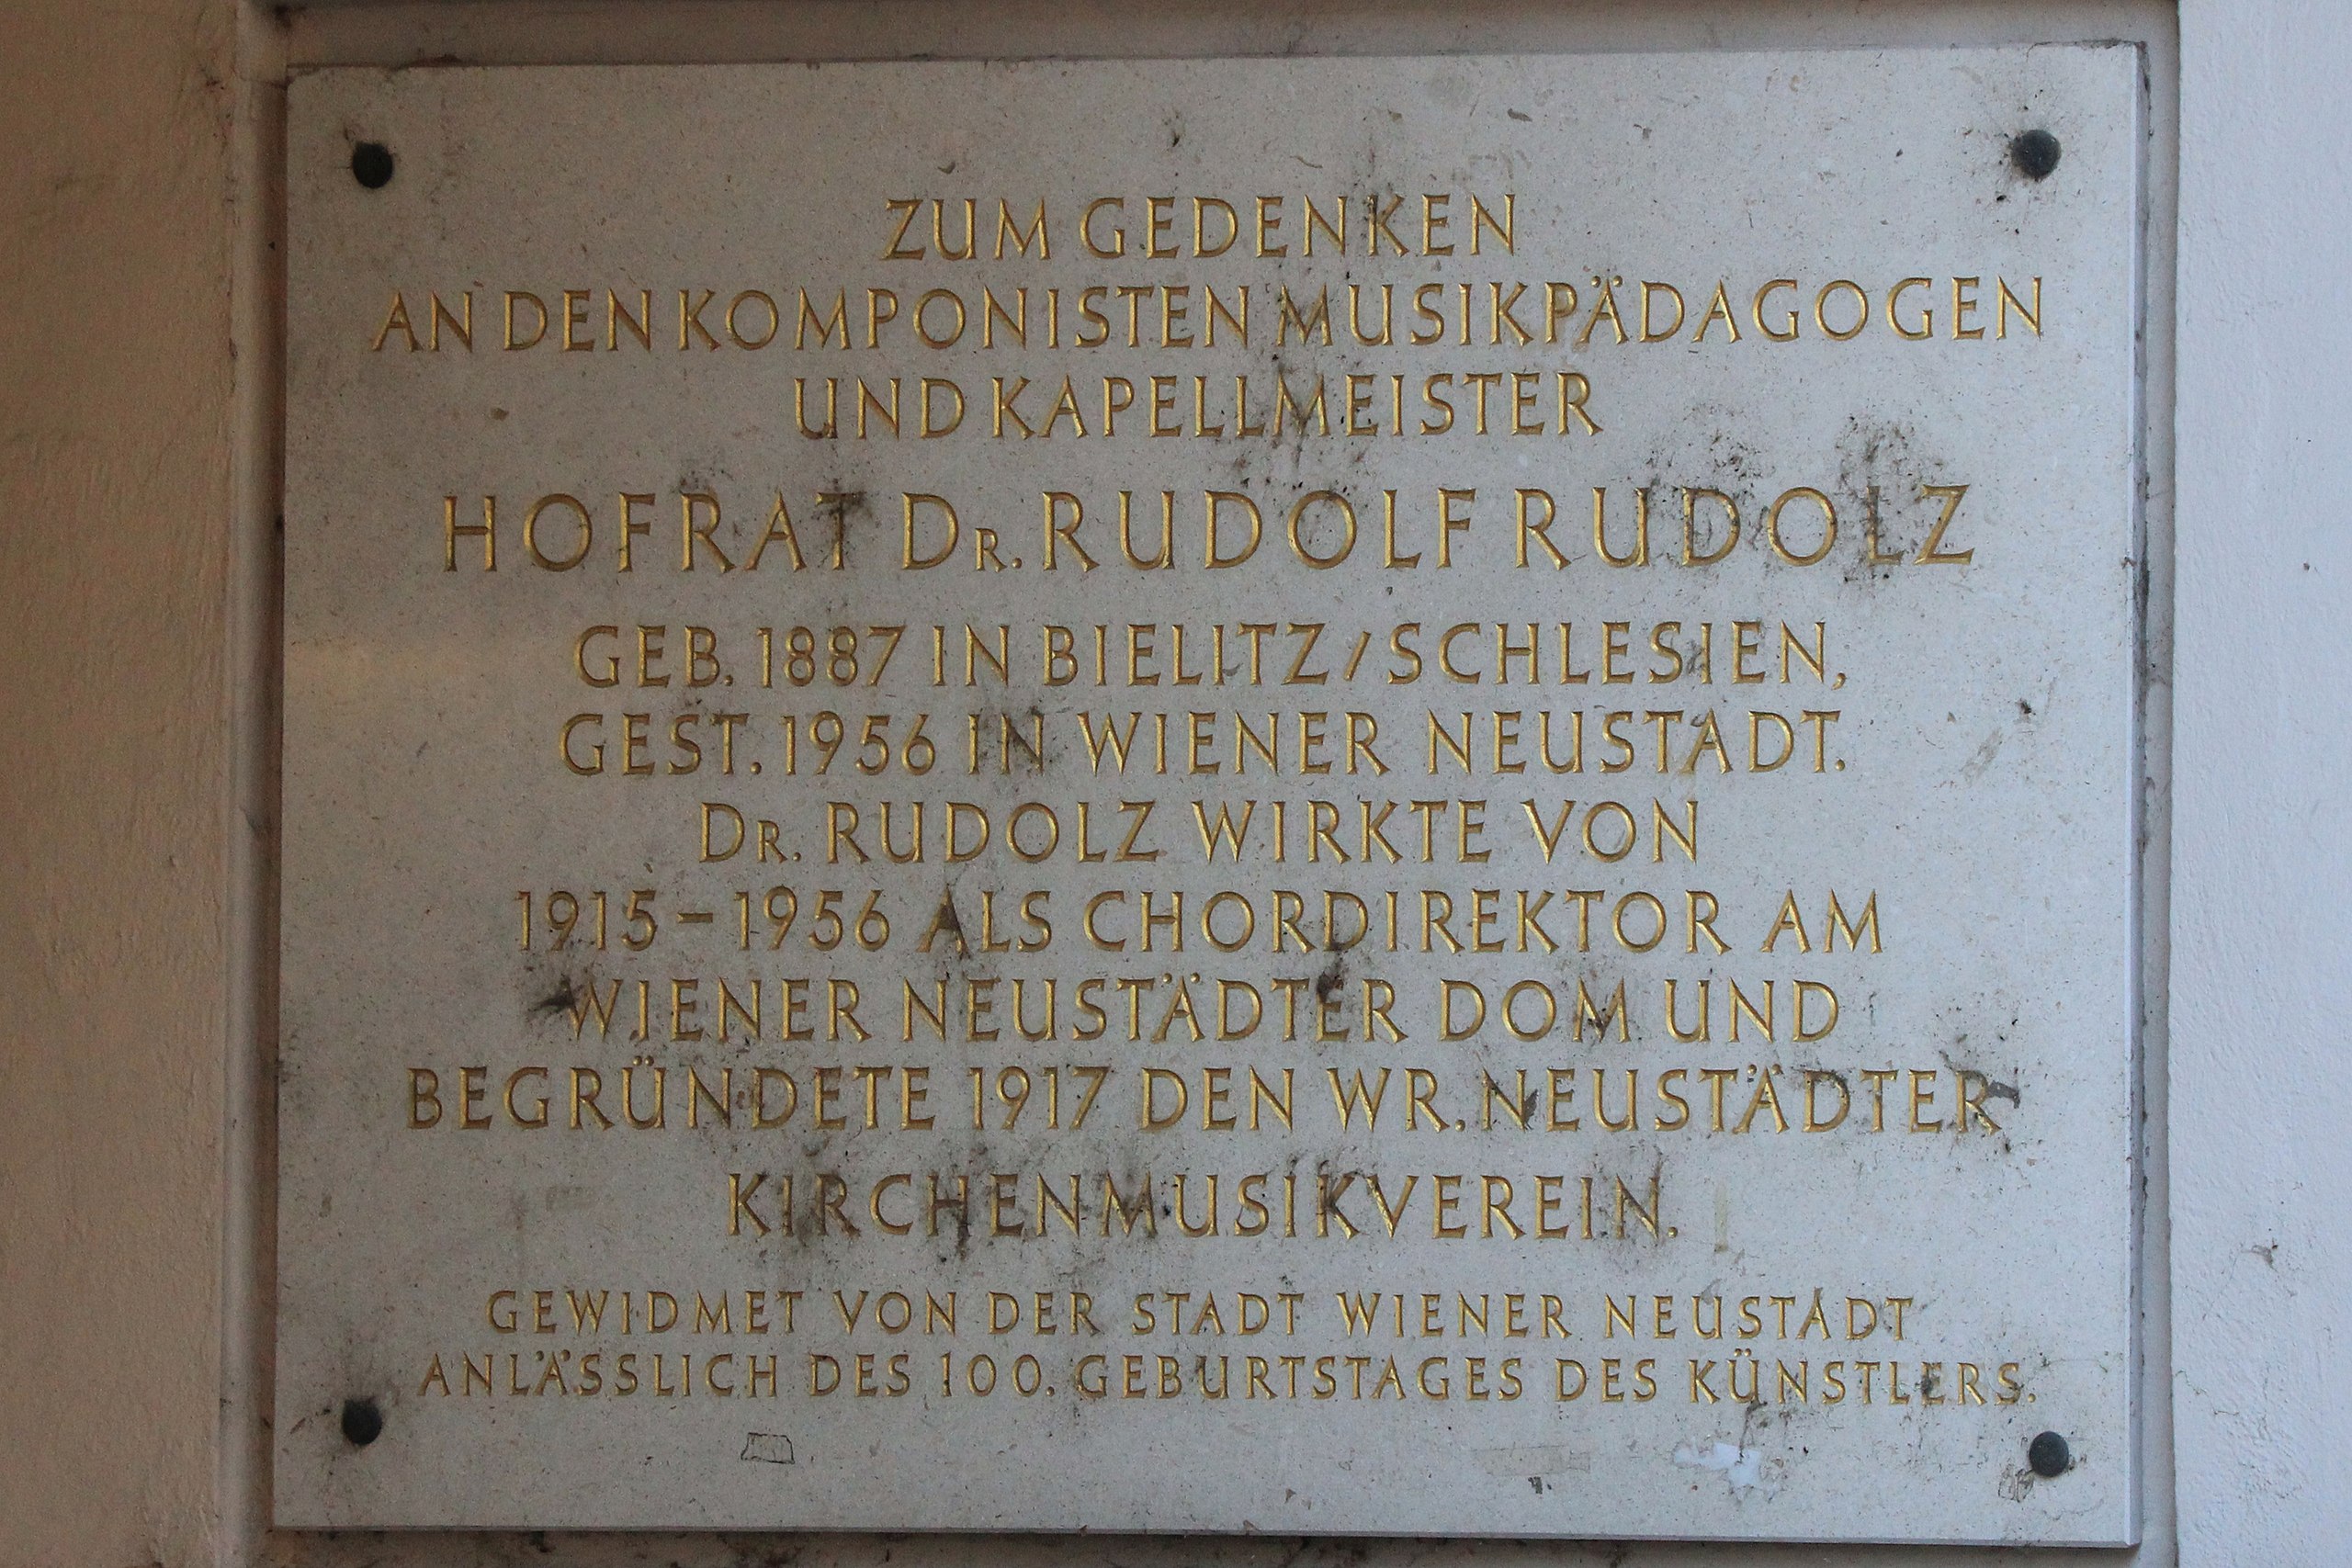 ZUM GEDENKEN
AN DEN KOMPONISTEN MUSIKPÄDAGOGEN
UND KAPELLMEISTER
HOFRAT DR. RUDOLF RUDOLZ
GEB. 1887 IN BIELITZ/SCHLESIEN,
GEST. 1956 IN WIENER NEUSTADT.
DR. RUDOLZ WIRKTE VON
1915-1956 ALS CHORDIREKTOR AM
WIENER NEUSTÄDTER DOM UND
BEGRÜNDETE 1917 DEN WR. NEUSTÄDTER
KIRCHENMUSIKVEREIN.
GEWIDMET VON DER STADT WIENER NEUSTADT
ANLÄSSLICH DES 100. GEBURTSTAGES DES KÜNSTLERS.